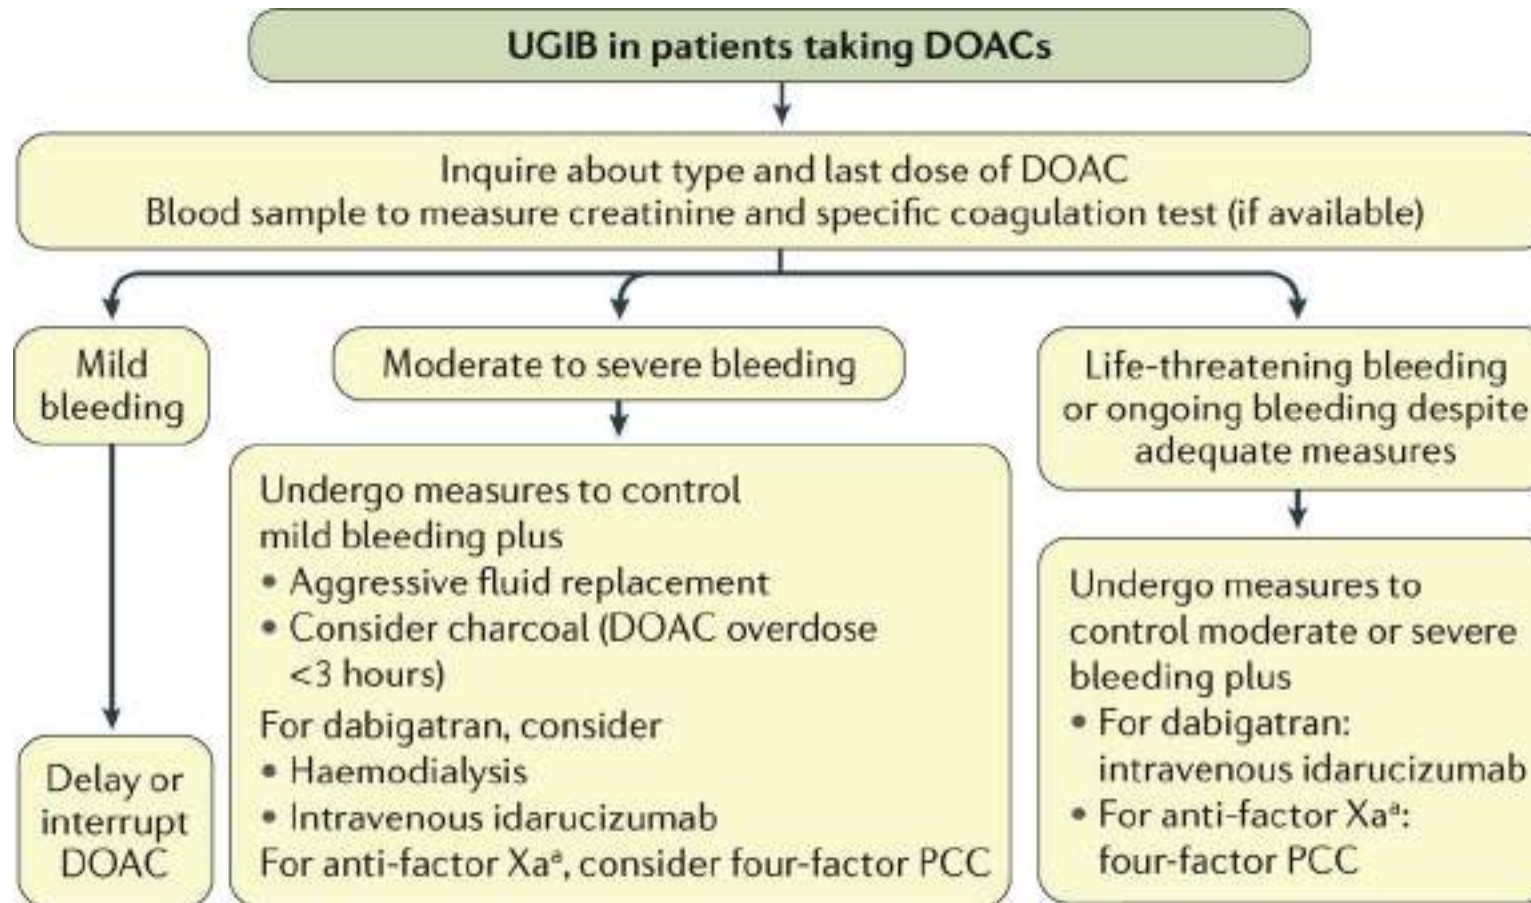 UGIB in patients taking DOACs
Inquire about type and last dose of DOAC
Blood sample to measure creatinine and specific coagulation test (if available)
Mild
bleeding
Moderate to severe bleeding
Life-threatening bleeding
or ongoing bleeding despite
adequate measures
Delay or
interrupt
DOAC
Undergo measures to control
mild bleeding plus
• Aggressive fluid replacement
• Consider charcoal (DOAC overdose
<3 hours)
For dabigatran, consider
• Haemodialysis
• Intravenous idarucizumab
For anti-factor Xaᵃ, consider four-factor PCC
Undergo measures to
control moderate or severe
bleeding plus
• For dabigatran:
intravenous idarucizumab
• For anti-factor Xaᵃ:
four-factor PCC